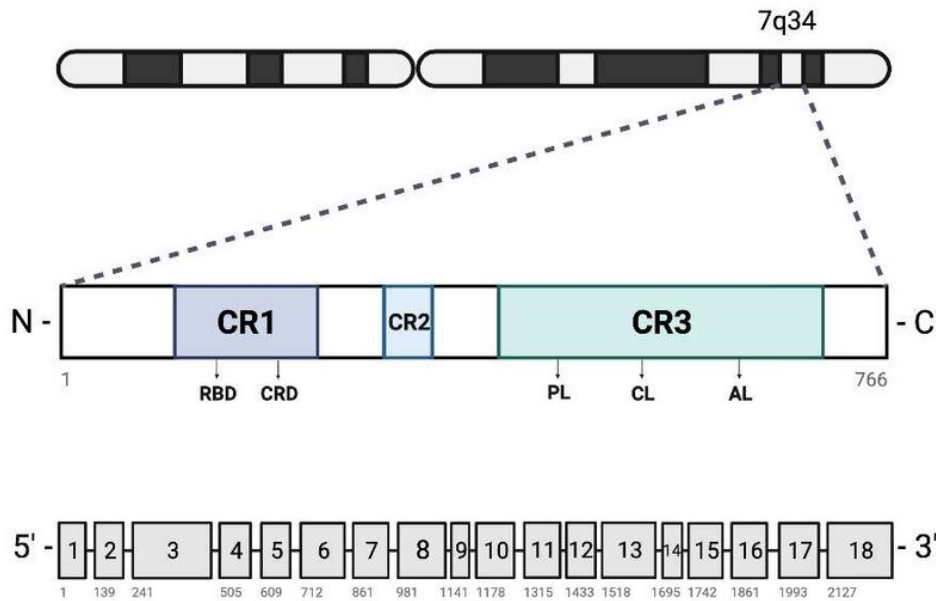 7q34
N - CR1 CR2 CR3 - C
1 766
RBD CRD PL CL AL
5' - 1 2 3 4 5 6 7 8 9 10 11 12 13 14 15 16 17 18 - 3'
1 139 241 505 609 712 861 981 1141 1178 1315 1433 1518 1695 1742 1861 1993 2127